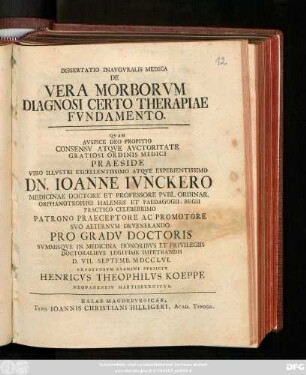 12
DISSERTATIO INAVGVRALIS MEDICA
DE
VERA MORBORVM
DIAGNOSI CERTO THERAPIAE
FVNDAMENTO.
QVAM
AVSPICE DEO PROPITIO
CONSENSV ATQVE AVCTORITATE
GRATIOSI ORDINIS MEDICI
PRAESIDE
VIRO ILLVSTRI EXCELLENTISSIMO ATQVE EXPERIENTISSIMO
DN. IOANNE IVNCKERO
MEDICINAE DOCTORE ET PROFESSORE PVBL. ORDINAR.
ORPHANOTROPHEI HALENSIS ET PAEDAGOGII REGII
PRACTICO CELEBERRIMO
PATRONO PRAECEPTORE AC PROMOTORE
SVO AETERNVM DEVENERANDO
PRO GRADV DOCTORIS
SVMMISQVE IN MEDICINA HONORIBVS ET PRIVILEGIIS
DOCTORALIBVS LEGITIME IMPETRANDIS
D. VII. SEPTEMB. MDCCLVI.
ERVDITORVM EXAMINI SVBIICIT
HENRICVS THEOPHILVS KOEPPE
HALAE MAGDEBVRGICAE,
TYPIS IOANNIS CHRISTIANI HILLIGERI, ACAD. TYPOGR.